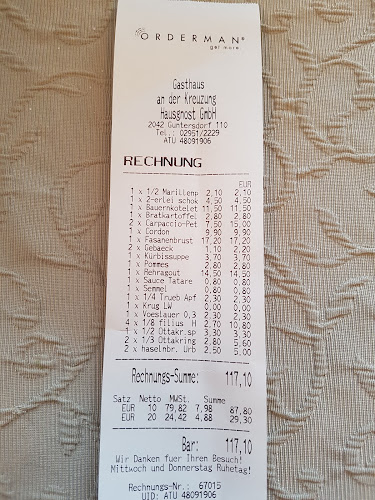 ORDERMAN®
get more.
Gasthaus
an der Kreuzung
Hausgnost GmbH
2042 Guntersdorf 110
Tel.: 02951/2229
ATU 48091906
RECHNUNG
EUR
1 x 1/2 Marillenp 2,10 2,10
1 x 2-erlei schok 4,50 4,50
1 x Bauernkotelet 11,50 11,50
1 x Bratkartoffel 2,80 2,80
2 x Carpaccio-Pet 7,50 15,00
1 x Cordon 9,90 9,90
1 x Fasanenbrust 17,20 17,20
2 x Gebaeck 1,10 2,20
1 x Kürbissuppe 3,70 3,70
1 x Pommes 2,80 2,80
1 x Rehragout 14,50 14,50
1 x Sauce Tatare 0,80 0,80
1 x Semmel 0,80 0,80
1 x 1/4 Trueb Apf 2,30 2,30
1 x Krug LW 0,00 0,00
1 x Voeslauer 0,3 2,30 2,30
4 x 1/8 filius H 2,70 10,80
1 x 1/2 Ottakr.sp 3,30 3,30
2 x 1/3 Ottakring 2,80 5,60
2 x haselnbr. Urb 2,50 5,00
Rechnungs-Summe: 117,10
Satz Netto MWSt. Summe
EUR 10 79,82 7,98 87,80
EUR 20 24,42 4,88 29,30
Bar: 117,10
Wir Danken fuer Ihren Besuch!
Mittwoch und Donnerstag Ruhetag!
Rechnungs-Nr.: 67015
UID: ATU 48091906